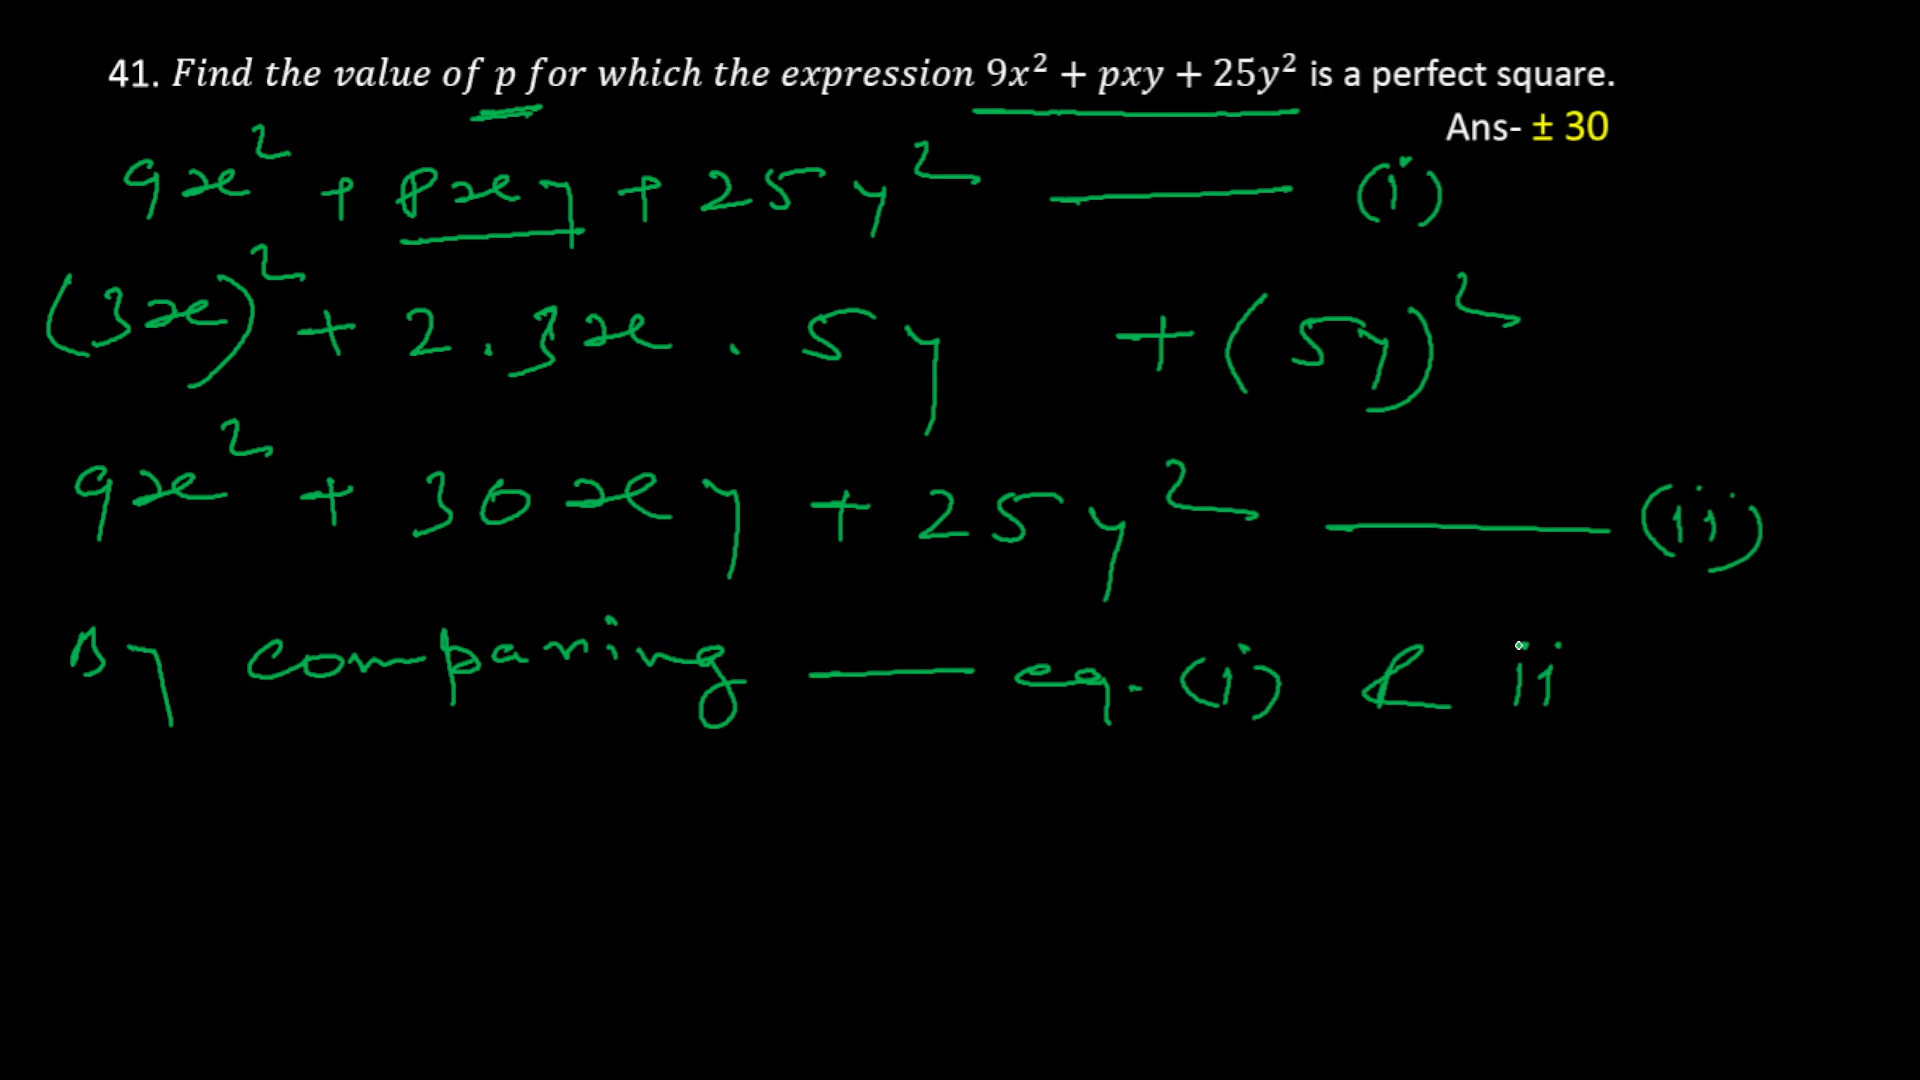 41. Find the value of p for which the expression 9x² + pxy + 25y² is a perfect square.
Ans- ± 30
9x² + pxy + 25y² —— (i)
(3x)² + 2.3x . 5y + (5y)²
9x² + 30xy + 25y² —— (ii)
By comparing — eq. (i) & ii